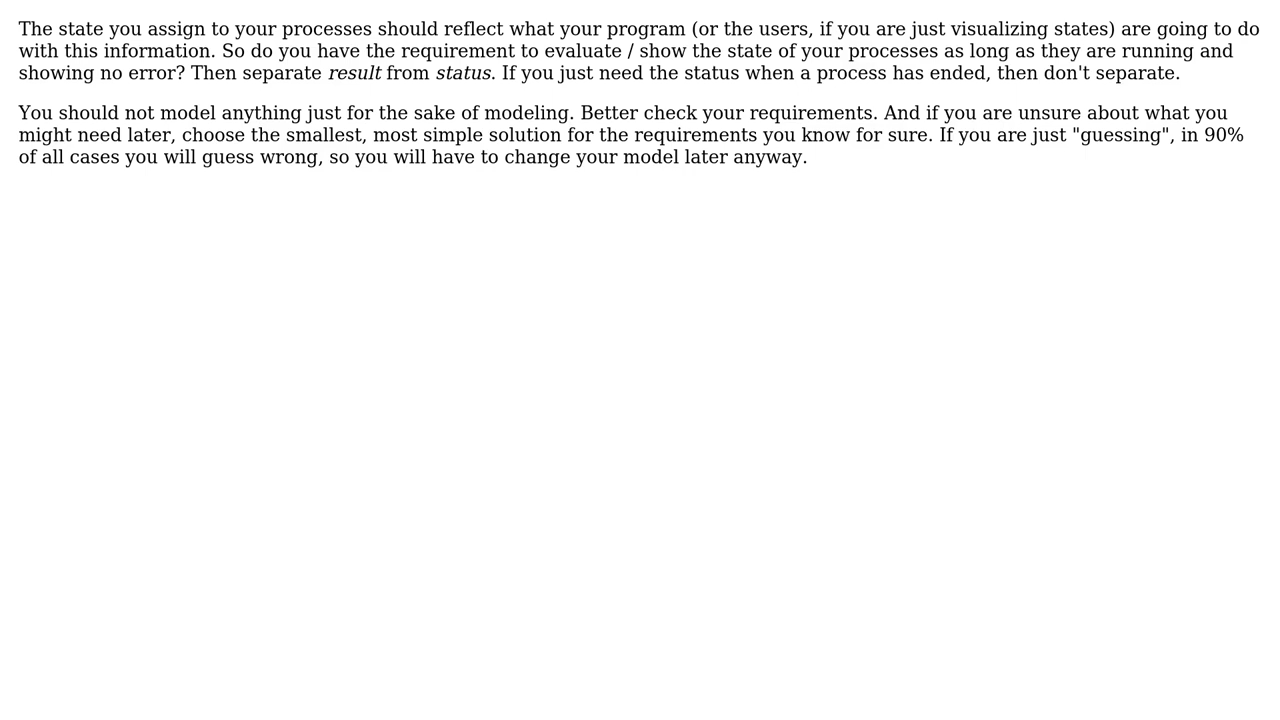 The state you assign to your processes should reflect what your program (or the users, if you are just visualizing states) are going to do
with this information. So do you have the requirement to evaluate / show the state of your processes as long as they are running and
showing no error? Then separate result from status. If you just need the status when a process has ended, then don't separate.
You should not model anything just for the sake of modeling. Better check your requirements. And if you are unsure about what you
might need later, choose the smallest, most simple solution for the requirements you know for sure. If you are just "guessing", in 90%
of all cases you will guess wrong, so you will have to change your model later anyway.